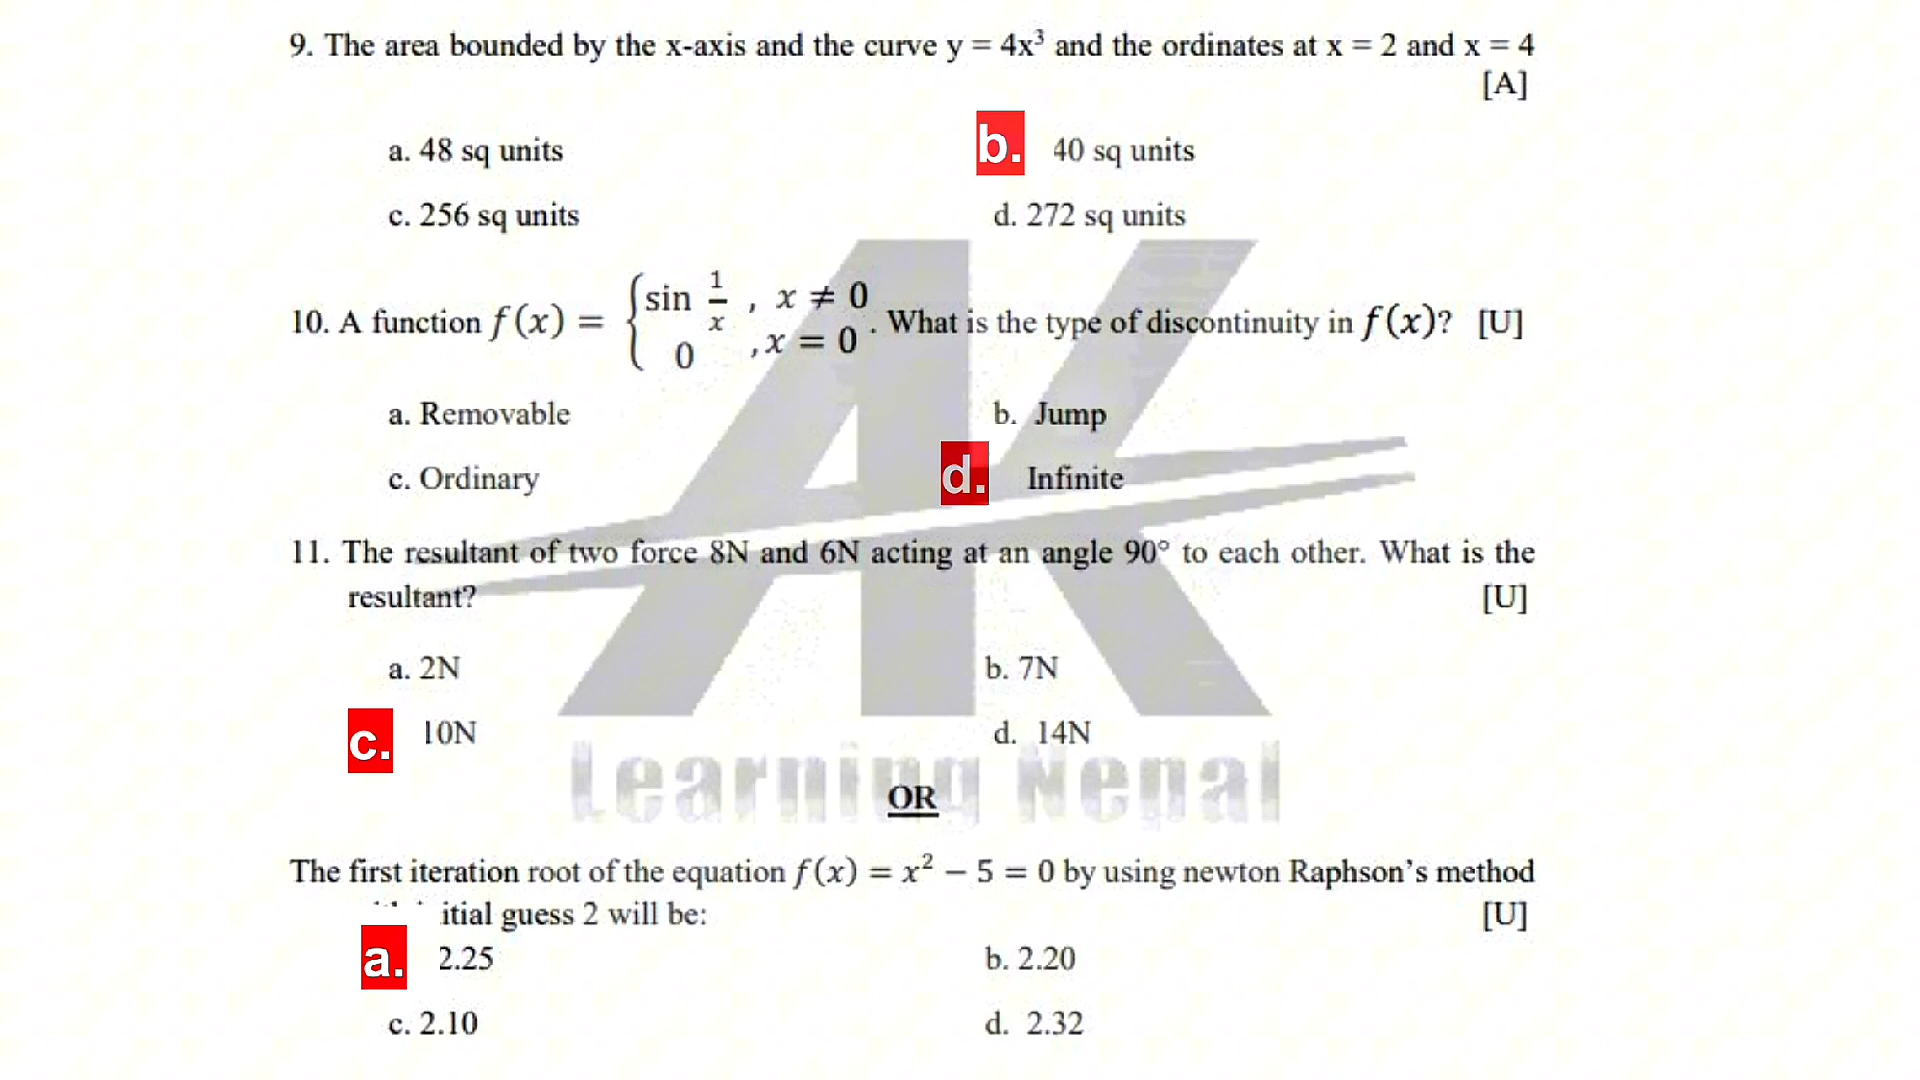 9. The area bounded by the x-axis and the curve y = 4x³ and the ordinates at x = 2 and x = 4
[A]
a. 48 sq units
b. 40 sq units
c. 256 sq units
d. 272 sq units
10. A function f(x) = { sin 1/x , x ≠ 0
0 , x = 0 . What is the type of discontinuity in f(x)? [U]
a. Removable
b. Jump
c. Ordinary
d. Infinite
11. The resultant of two force 8N and 6N acting at an angle 90° to each other. What is the
resultant? [U]
a. 2N
b. 7N
c. 10N
d. 14N
AK
Learning Nepal
OR
The first iteration root of the equation f(x) = x² − 5 = 0 by using newton Raphson's method
itial guess 2 will be: [U]
a. 2.25
b. 2.20
c. 2.10
d. 2.32